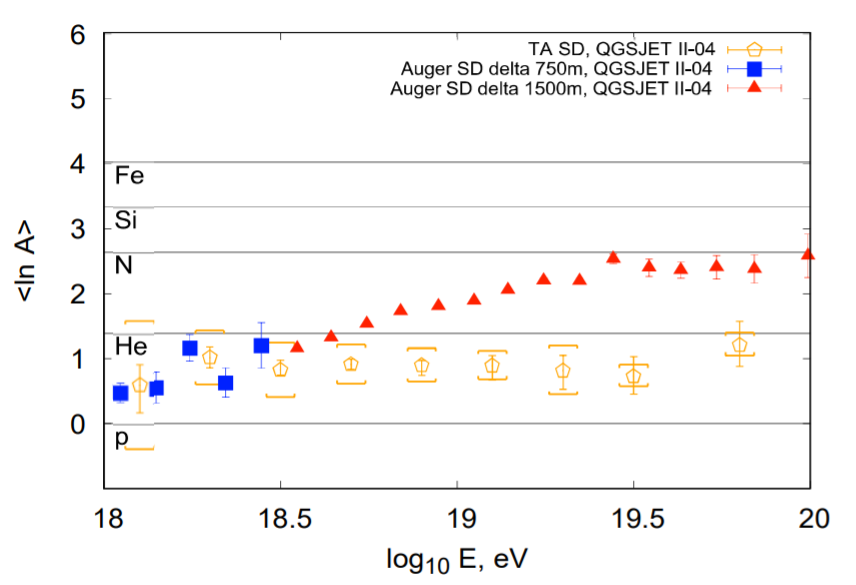 6
5
4
3
2
1
0
<ln A>
TA SD, QGSJET II-04
Auger SD delta 750m, QGSJET II-04
Auger SD delta 1500m, QGSJET II-04
Fe
Si
N
He
p
18
18.5
19
19.5
20
log10 E, eV